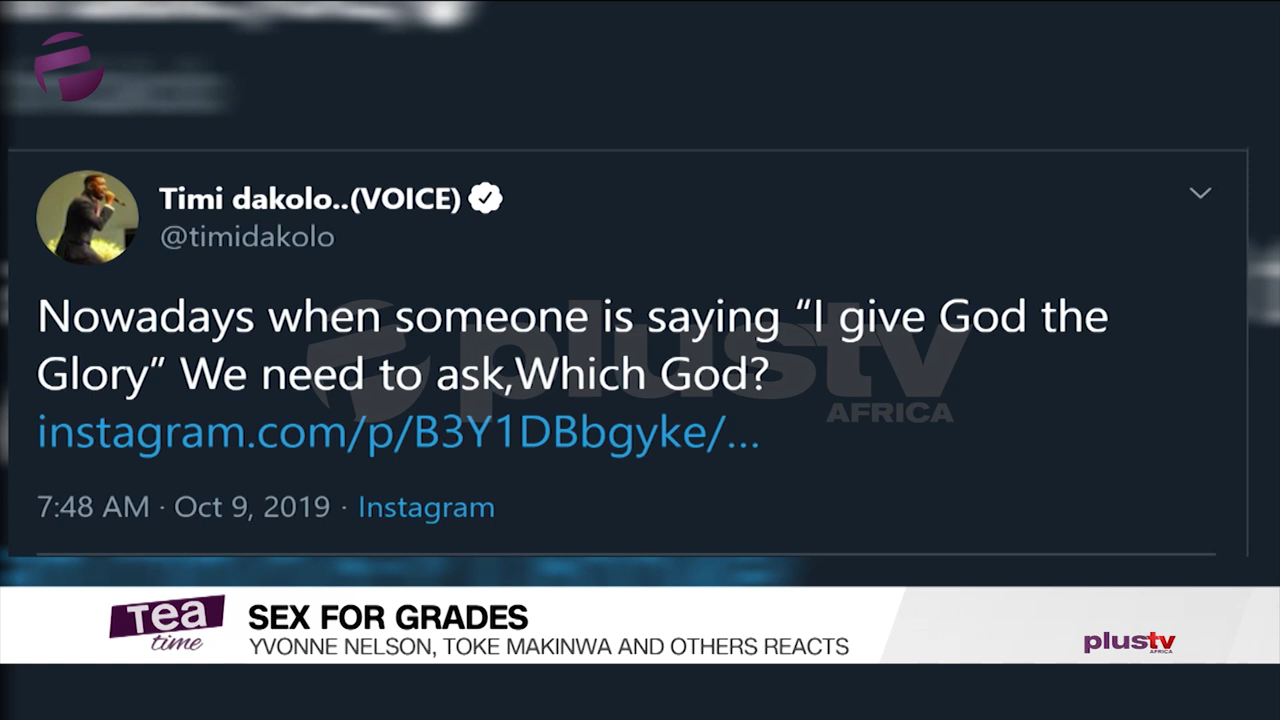 Timi dakolo..(VOICE)
@timidakolo
Nowadays when someone is saying “I give God the
Glory” We need to ask,Which God?
instagram.com/p/B3Y1DBbgyke/...
7:48 AM · Oct 9, 2019 · Instagram
plustv
AFRICA
Tea
time
SEX FOR GRADES
YVONNE NELSON, TOKE MAKINWA AND OTHERS REACTS
plustv
AFRICA